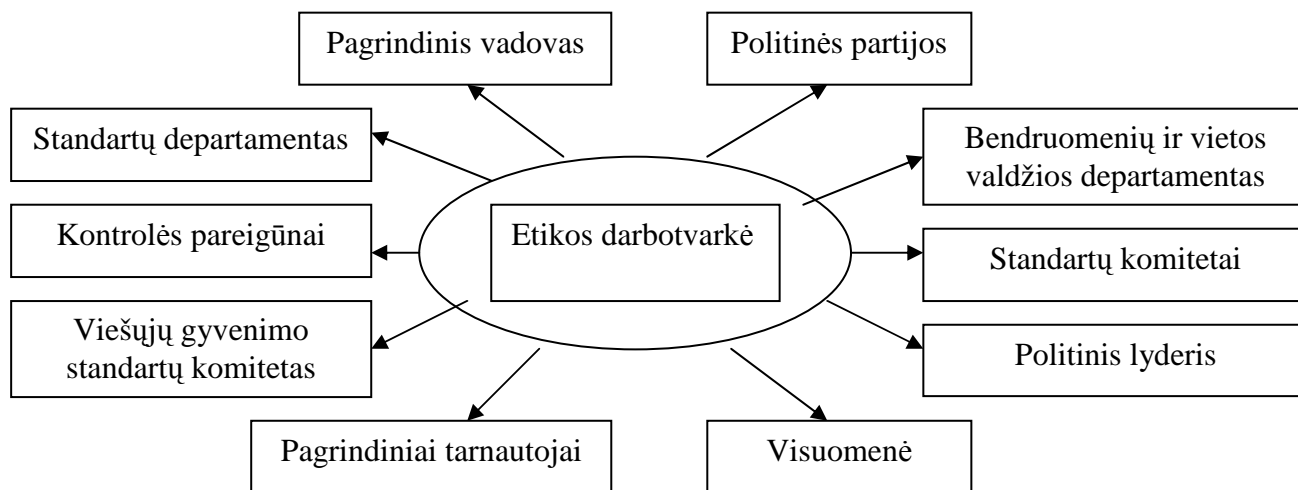 Pagrindinis vadovas
Politinės partijos
Standartų departamentas
Bendruomenių ir vietos
valdžios departamentas
Kontrolės pareigūnai
Etikos darbotvarkė
Standartų komitetai
Viešųjų gyvenimo
standartų komitetas
Politinis lyderis
Pagrindiniai tarnautojai
Visuomenė